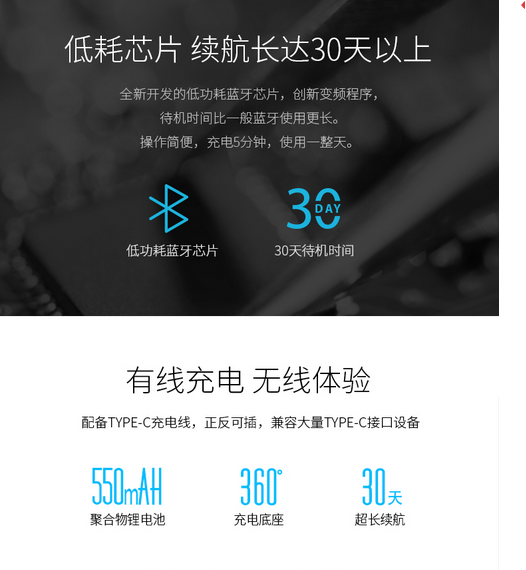 低耗芯片 续航长达30天以上
全新开发的低功耗蓝牙芯片，创新变频程序，
待机时间比一般蓝牙使用更长。
操作简便，充电5分钟，使用一整天。
30 DAY
低功耗蓝牙芯片
30天待机时间
有线充电 无线体验
配备TYPE-C充电线，正反可插，兼容大量TYPE-C接口设备
550mAH
360°
30天
聚合物锂电池
充电底座
超长续航